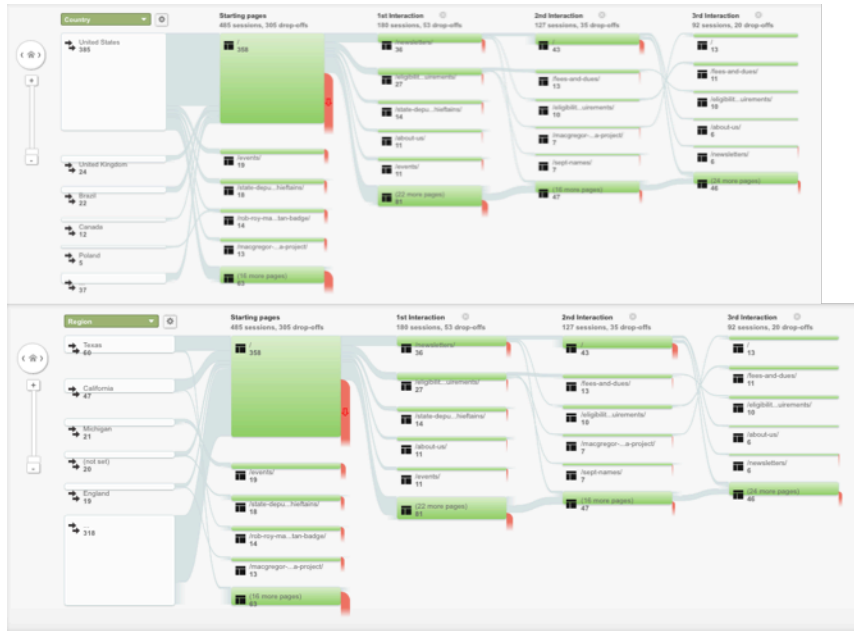 Country
Starting pages
485 sessions, 305 drop-offs
1st Interaction
180 sessions, 53 drop-offs
2nd Interaction
127 sessions, 35 drop-offs
3rd Interaction
92 sessions, 20 drop-offs
United States
385
United Kingdom
24
Brazil
22
Canada
12
Poland
5
...
37
/
358
/events/
19
/state-depu...hieftains/
18
/rob-roy-ma...tan-badge/
14
/macgregor-...a-project/
13
(16 more pages)
63
/newsletters/
36
/eligibilit...uirements/
27
/state-depu...hieftains/
14
/about-us/
11
/events/
11
(22 more pages)
81
/
43
/fees-and-dues/
13
/eligibilit...uirements/
10
/macgregor-...a-project/
7
/sept-names/
7
(16 more pages)
47
/
13
/fees-and-dues/
11
/eligibilit...uirements/
10
/about-us/
6
/newsletters/
6
(24 more pages)
46
Region
Starting pages
485 sessions, 305 drop-offs
1st Interaction
180 sessions, 53 drop-offs
2nd Interaction
127 sessions, 35 drop-offs
3rd Interaction
92 sessions, 20 drop-offs
Texas
60
California
47
Michigan
21
(not set)
20
England
19
...
318
/
358
/events/
19
/state-depu...hieftains/
18
/rob-roy-ma...tan-badge/
14
/macgregor-...a-project/
13
(16 more pages)
63
/newsletters/
36
/eligibilit...uirements/
27
/state-depu...hieftains/
14
/about-us/
11
/events/
11
(22 more pages)
81
/
43
/fees-and-dues/
13
/eligibilit...uirements/
10
/macgregor-...a-project/
7
/sept-names/
7
(16 more pages)
47
/
13
/fees-and-dues/
11
/eligibilit...uirements/
10
/about-us/
6
/newsletters/
6
(24 more pages)
46